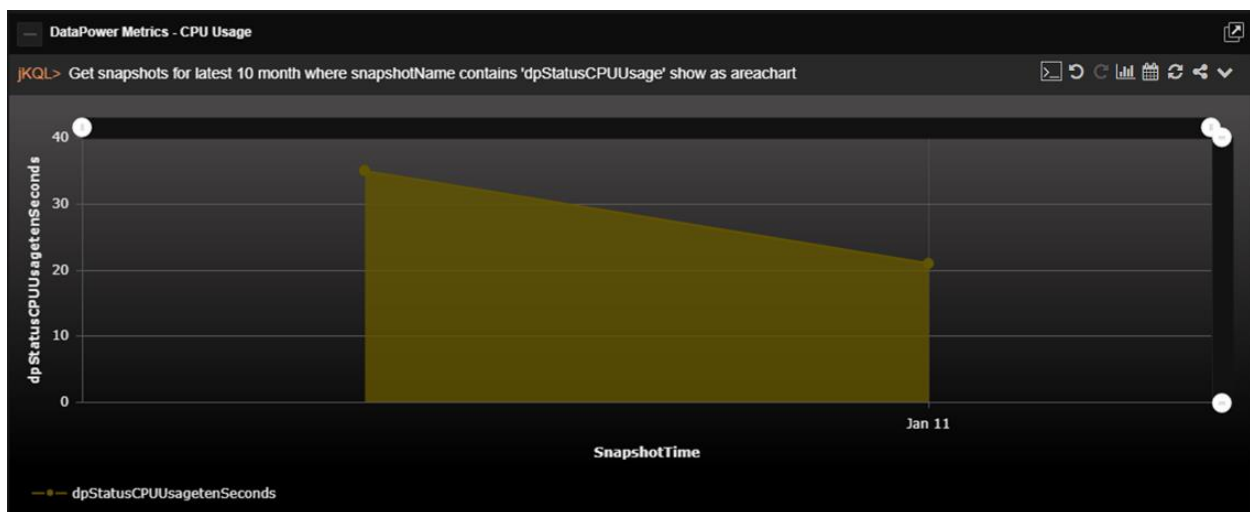 DataPower Metrics - CPU Usage
jKQL> Get snapshots for latest 10 month where snapshotName contains 'dpStatusCPUUsage' show as areachart
40
30
20
10
0
dpStatusCPUUsagetenSeconds
Jan 11
SnapshotTime
dpStatusCPUUsagetenSeconds